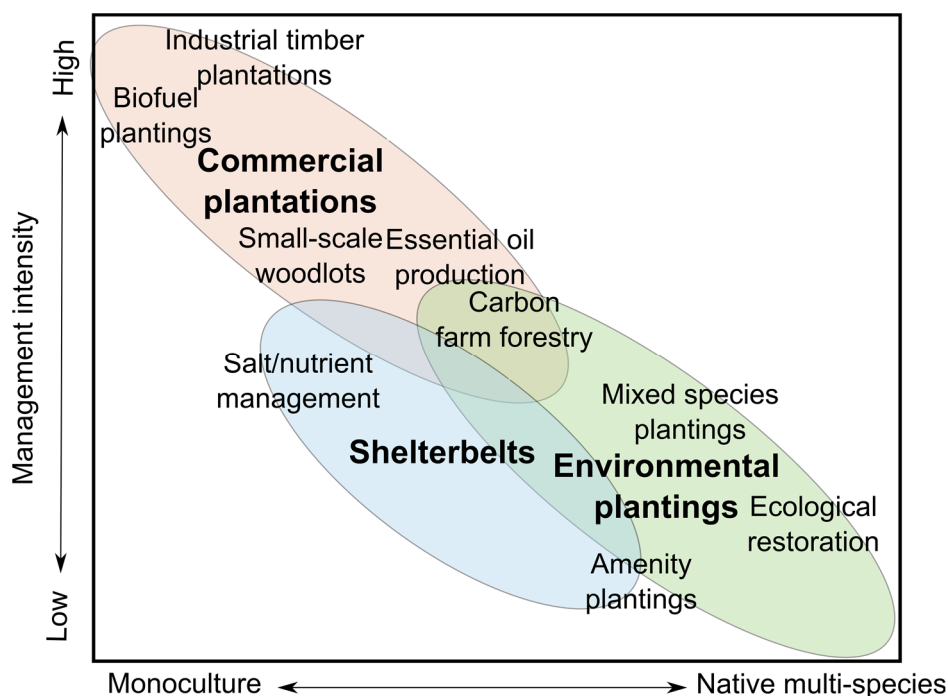 Industrial timber
plantations
Biofuel
plantings
Commercial
plantations
Small-scale
woodlots
Essential oil
production
Carbon
farm forestry
Salt/nutrient
management
Mixed species
plantings
Shelterbelts
Environmental
plantings
Ecological
restoration
Amenity
plantings
High
Management intensity
Low
Monoculture
Native multi-species